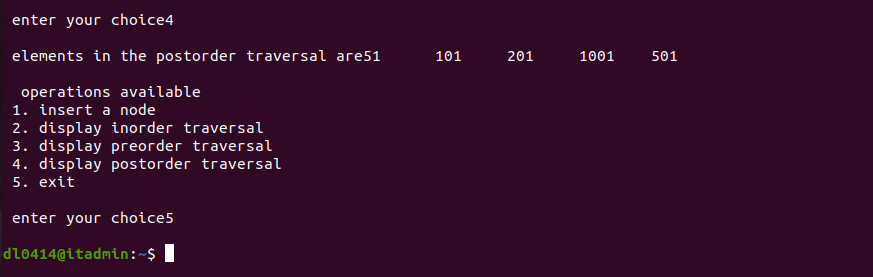 enter your choice4
elements in the postorder traversal are51 101 201 1001 501
operations available
1. insert a node
2. display inorder traversal
3. display preorder traversal
4. display postorder traversal
5. exit
enter your choice5
dl0414@itadmin:~$